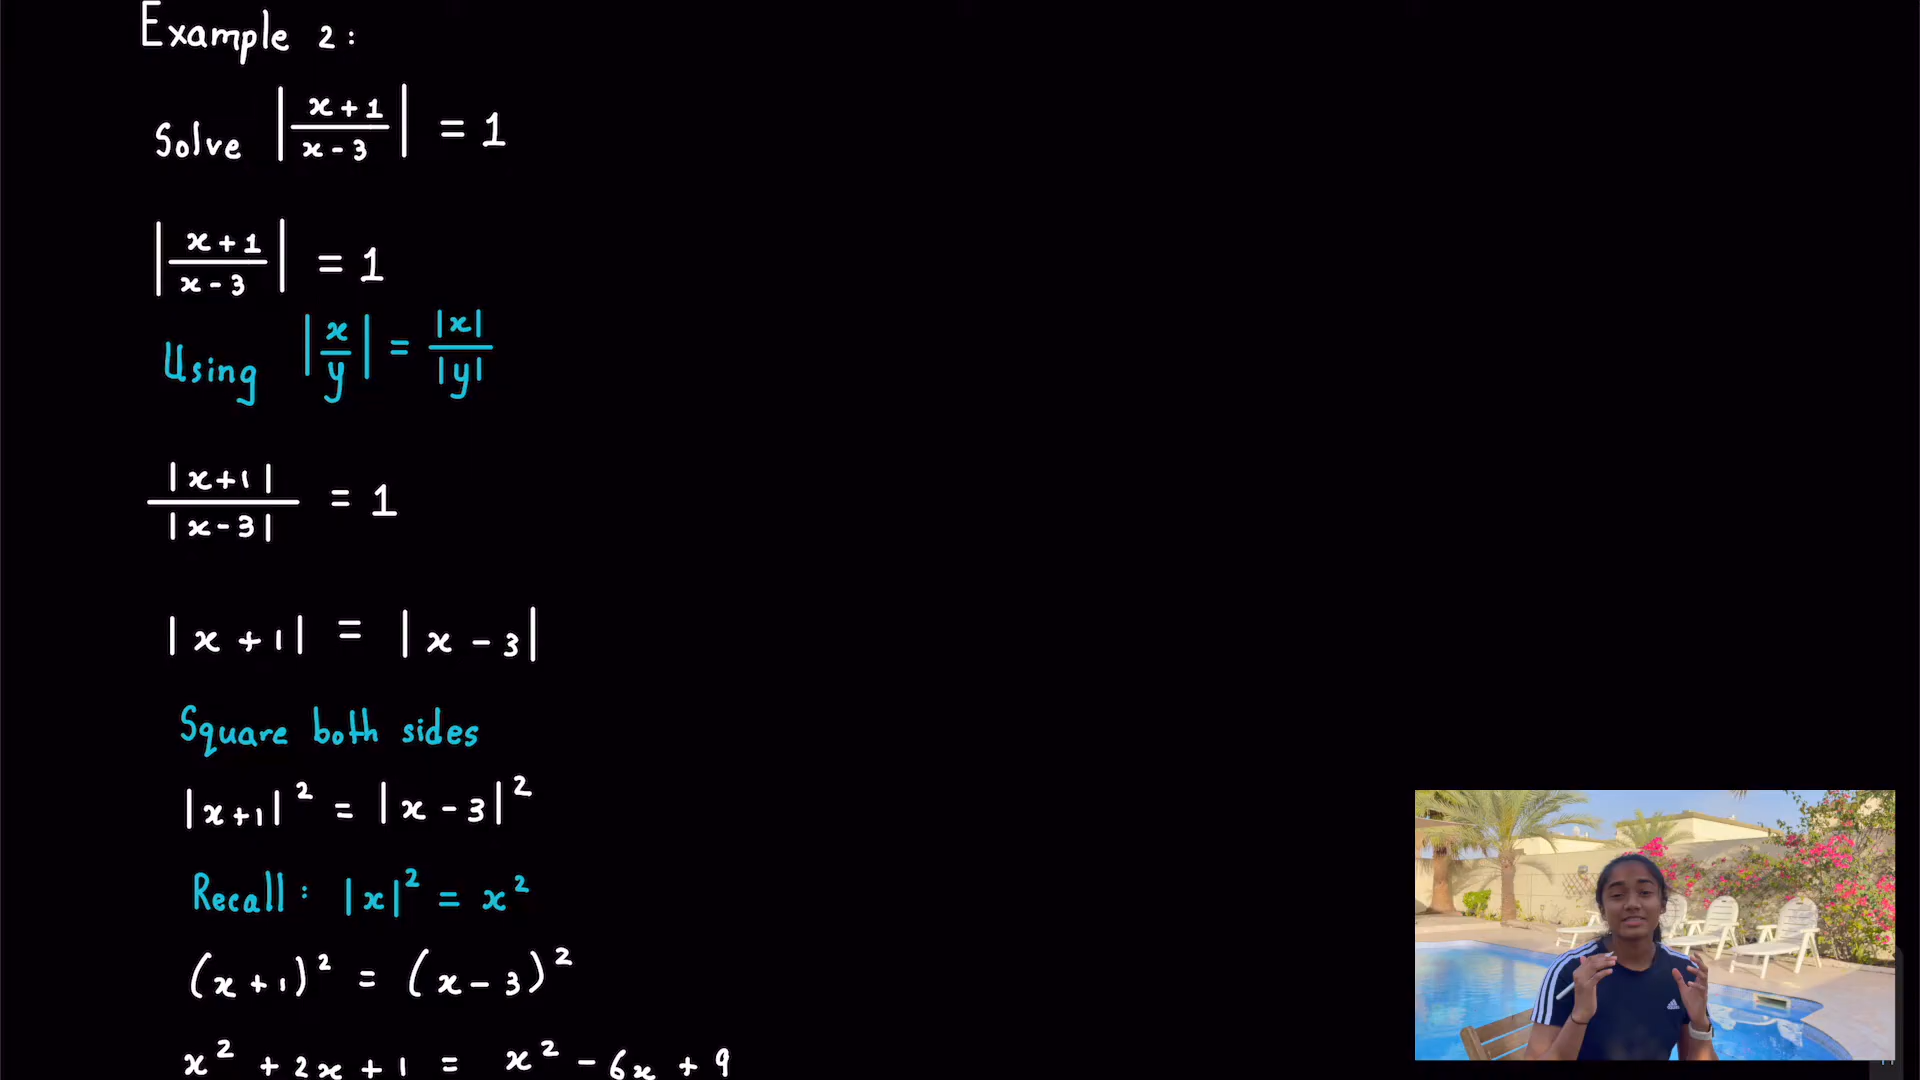 Example 2:
Solve |x+1/x-3| = 1
|x+1/x-3| = 1
Using |x/y| = |x|/|y|
|x+1|/|x-3| = 1
|x+1| = |x-3|
Square both sides
|x+1|² = |x-3|²
Recall: |x|² = x²
(x+1)² = (x-3)²
x² + 2x + 1 = x² - 6x + 9